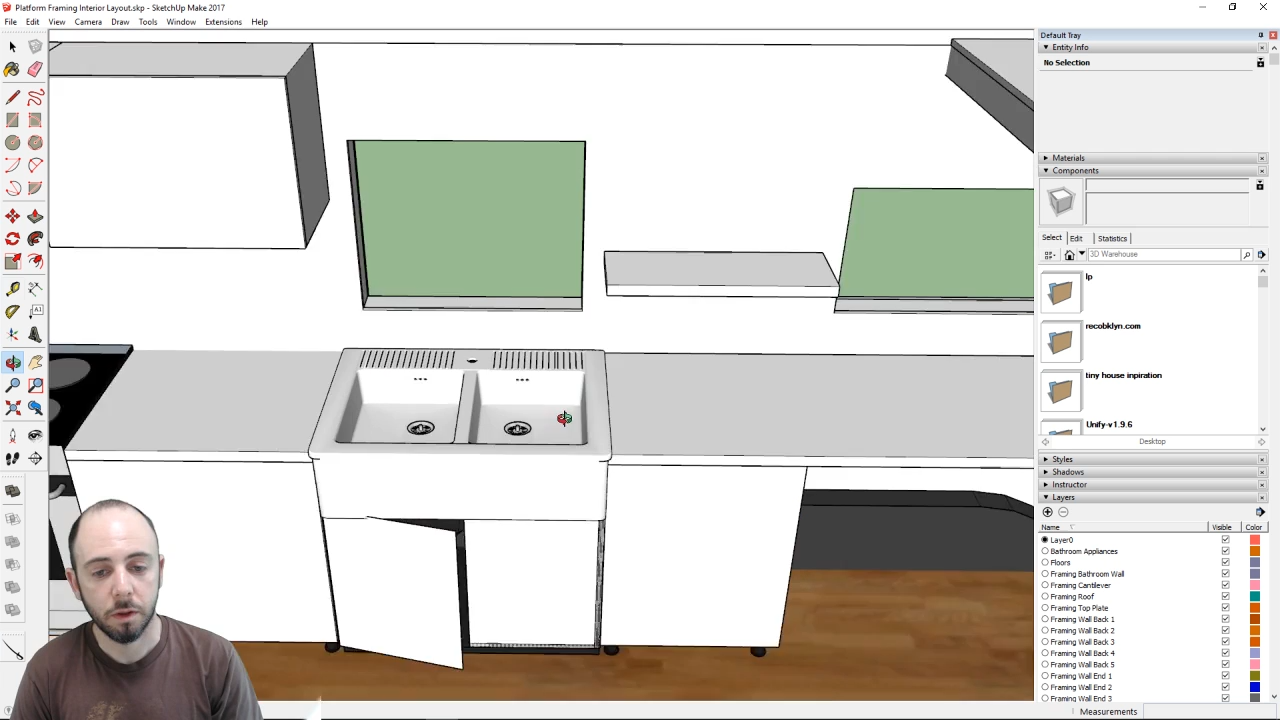 Platform Framing Interior Layout.skp - SketchUp Make 2017
File Edit View Camera Draw Tools Window Extensions Help
Default Tray
Entity Info
No Selection
Materials
Components
Select Edit Statistics
3D Warehouse
lp
recobklyn.com
tiny house inpiration
Unify-v1.9.6
Desktop
Styles
Shadows
Instructor
Layers
Name Visible Color
Layer0
Bathroom Appliances
Floors
Framing Bathroom Wall
Framing Cantilever
Framing Roof
Framing Top Plate
Framing Wall Back 1
Framing Wall Back 2
Framing Wall Back 3
Framing Wall Back 4
Framing Wall Back 5
Framing Wall End 1
Framing Wall End 2
Framing Wall End 3
Measurements